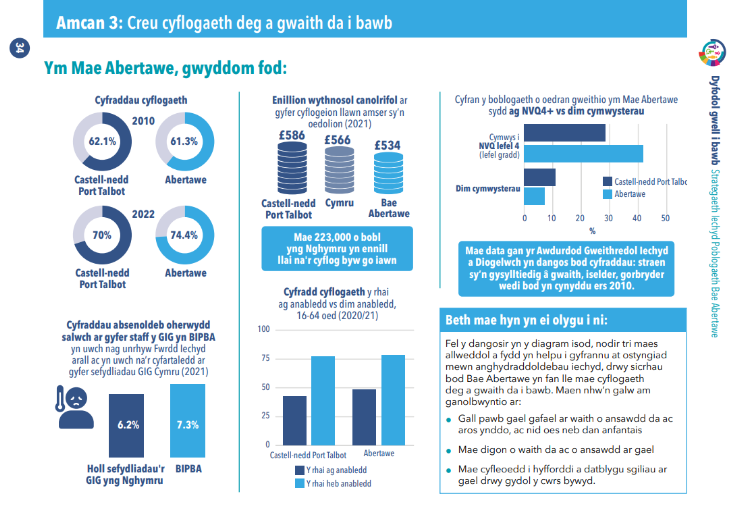 Amcan 3: Creu cyflogaeth deg a gwaith da i bawb
34
Ym Mae Abertawe, gwyddom fod:
Cyfraddau cyflogaeth
2010
62.1%
61.3%
Castell-nedd
Port Talbot
Abertawe
2022
70%
74.4%
Castell-nedd
Port Talbot
Abertawe
Cyfraddau absenoldeb oherwydd
salwch ar gyfer staff y GIG yn BIPBA
yn uwch nag unrhyw Fwrdd Iechyd
arall ac yn uwch na'r cyfartaledd ar
gyfer sefydliadau GIG Cymru (2021)
6.2%
7.3%
Holl sefydliadau'r
GIG yng Nghymru
BIPBA
Enillion wythnosol canolrifol ar
gyfer cyflogeion llawn amser sy'n
oedolion (2021)
£586
£566
£534
Castell-nedd
Port Talbot
Cymru
Bae
Abertawe
Mae 223,000 o bobl
yng Nghymru yn ennill
llai na'r cyflog byw go iawn
Cyfradd cyflogaeth y rhai
ag anabledd vs dim anabledd,
16-64 oed (2020/21)
100
75
50
25
0
Castell-nedd Port Talbot
Abertawe
Y rhai ag anabledd
Y rhai heb anabledd
Cyfran y boblogaeth o oedran gweithio ym Mae Abertawe
sydd ag NVQ4+ vs dim cymwysterau
Cymwys i
NVQ lefel 4
(lefel gradd)
Dim cymwysterau
Castell-nedd Port Talbc
Abertawe
0 10 20 30 40 50
%
Mae data gan yr Awdurdod Gweithredol Iechyd
a Diogelwch yn dangos bod cyfraddau: straen
sy'n gysylltiedig â gwaith, iselder, gorbryder
wedi bod yn cynyddu ers 2010.
Beth mae hyn yn ei olygu i ni:
Fel y dangosir yn y diagram isod, nodir tri maes
allweddol a fydd yn helpu i gyfrannu at ostyngiad
mewn anghydraddoldebau iechyd, drwy sicrhau
bod Bae Abertawe yn fan lle mae cyflogaeth
deg a gwaith da i bawb. Maen nhw'n galw am
ganolbwyntio ar:
• Gall pawb gael gafael ar waith o ansawdd da ac
aros ynddo, ac nid oes neb dan anfantais
• Mae digon o waith da ac o ansawdd ar gael
• Mae cyfleoedd i hyfforddi a datblygu sgiliau ar
gael drwy gydol y cwrs bywyd.
Dyfodol gwell i bawb Strategaeth Iechyd Poblogaeth Bae Abertawe